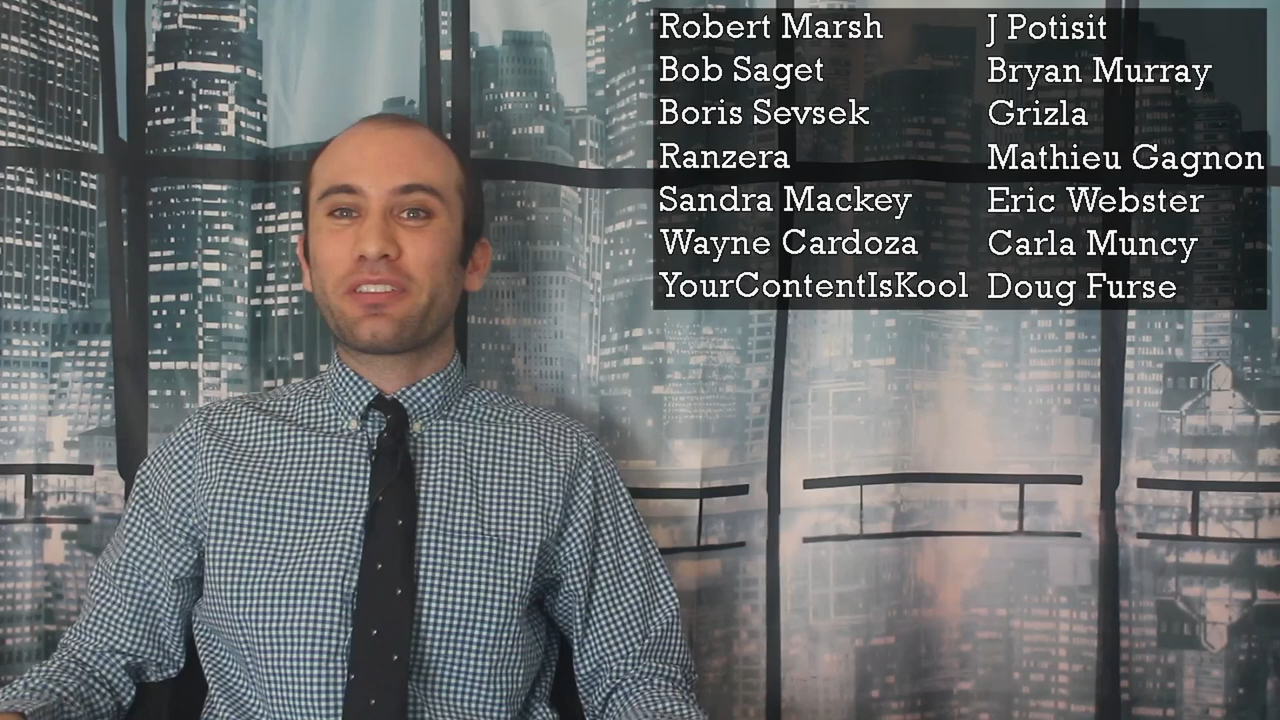 Robert Marsh
Bob Saget
Boris Sevsek
Ranzera
Sandra Mackey
Wayne Cardoza
YourContentIsKool
J Potisit
Bryan Murray
Grizla
Mathieu Gagnon
Eric Webster
Carla Muncy
Doug Furse